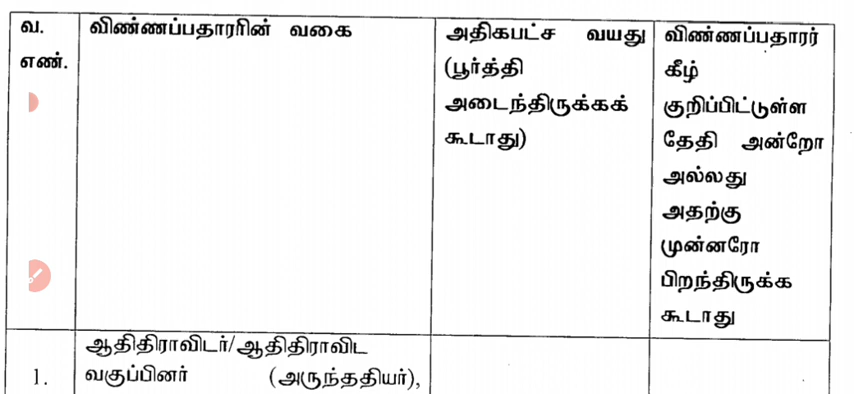 வ.
எண்.
விண்ணப்பதாரரின் வகை
அதிகபட்ச வயது
(பூர்த்தி
அடைந்திருக்கக்
கூடாது)
விண்ணப்பதாரர்
கீழ்
குறிப்பிட்டுள்ள
தேதி அன்றோ
அல்லது
அதற்கு
முன்னரோ
பிறந்திருக்க
கூடாது
1.
ஆதிதிராவிடர்/ஆதிதிராவிட
வகுப்பினர் (அருந்ததியர்),